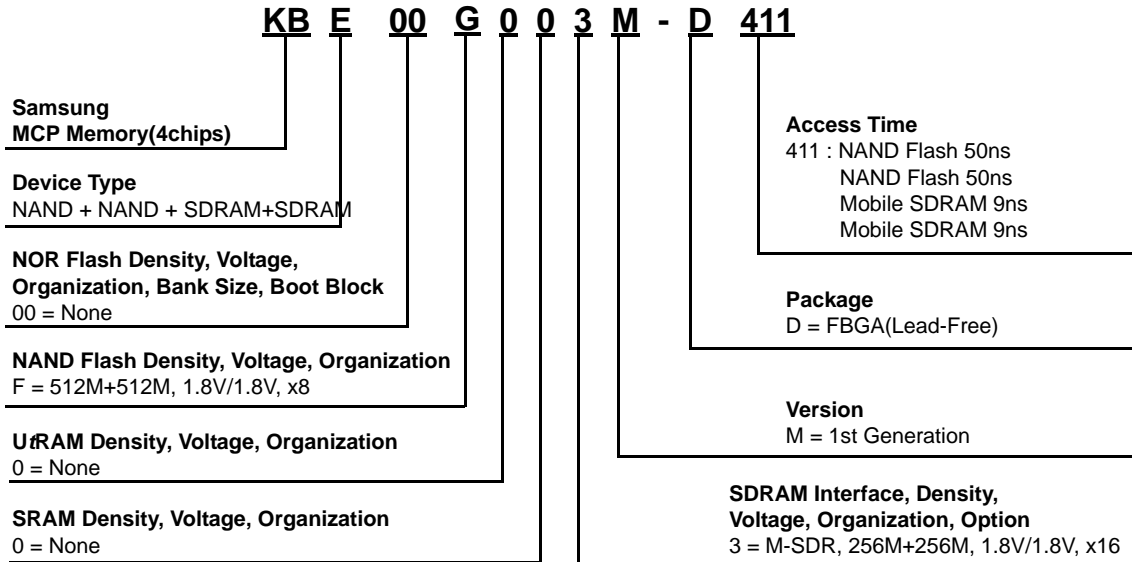 KB E 00 G 0 0 3 M - D 411
Samsung
MCP Memory(4chips)
Device Type
NAND + NAND + SDRAM+SDRAM
NOR Flash Density, Voltage,
Organization, Bank Size, Boot Block
00 = None
NAND Flash Density, Voltage, Organization
F = 512M+512M, 1.8V/1.8V, x8
UtRAM Density, Voltage, Organization
0 = None
SRAM Density, Voltage, Organization
0 = None
Access Time
411 : NAND Flash 50ns
NAND Flash 50ns
Mobile SDRAM 9ns
Mobile SDRAM 9ns
Package
D = FBGA(Lead-Free)
Version
M = 1st Generation
SDRAM Interface, Density,
Voltage, Organization, Option
3 = M-SDR, 256M+256M, 1.8V/1.8V, x16